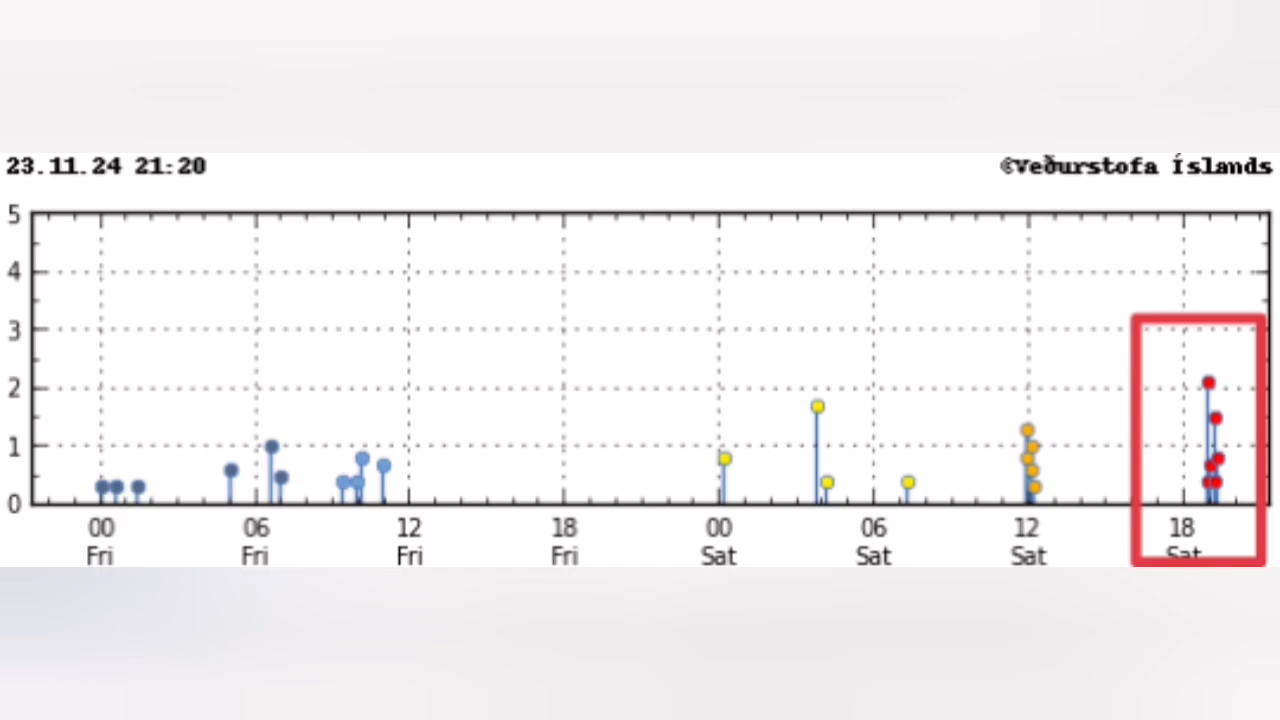 23.11.24 21:20 ©Veðurstofa Íslands
5
4
3
2
1
0
00 06 12 18 00 06 12 18
Fri Fri Fri Fri Sat Sat Sat Sat